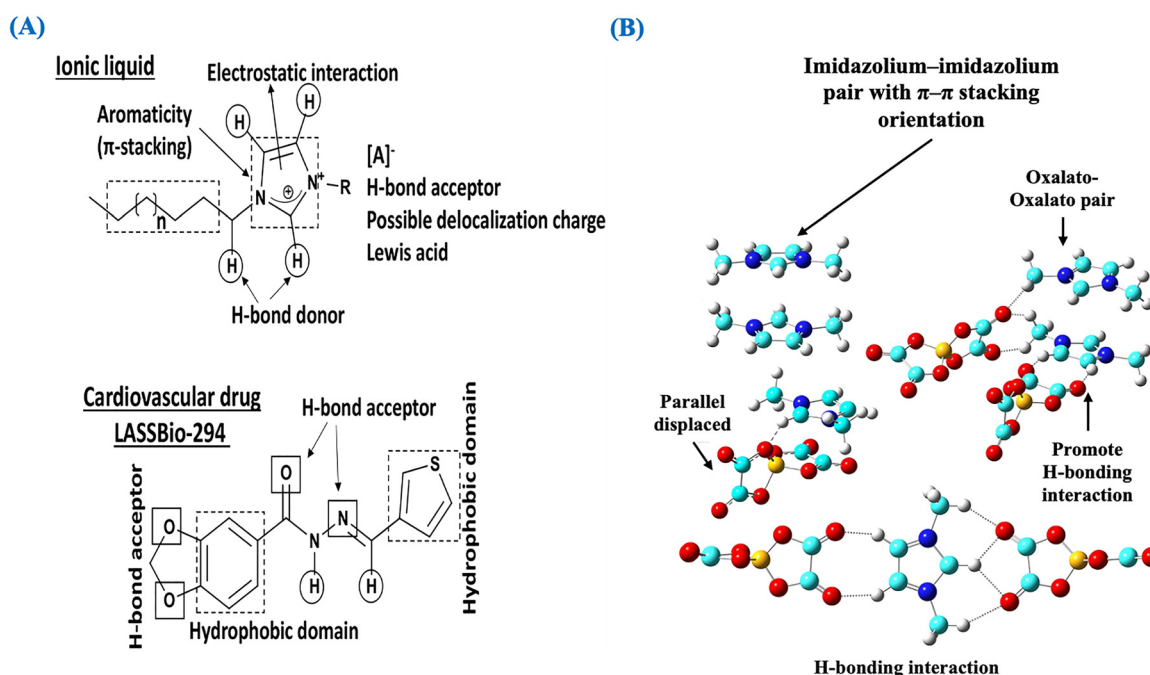 (A)
Ionic liquid
Electrostatic interaction
Aromaticity
(π-stacking)
H
H
[A]-
H-bond acceptor
Possible delocalization charge
Lewis acid
N
N+
R
⊕
n
H
H
H-bond donor
Cardiovascular drug
LASSBio-294
H-bond acceptor
H-bond acceptor
O
O
O
N
N
H
H
S
Hydrophobic domain
Hydrophobic domain
(B)
Imidazolium–imidazolium
pair with π–π stacking
orientation
Oxalato-
Oxalato pair
Parallel
displaced
Promote
H-bonding
interaction
H-bonding interaction